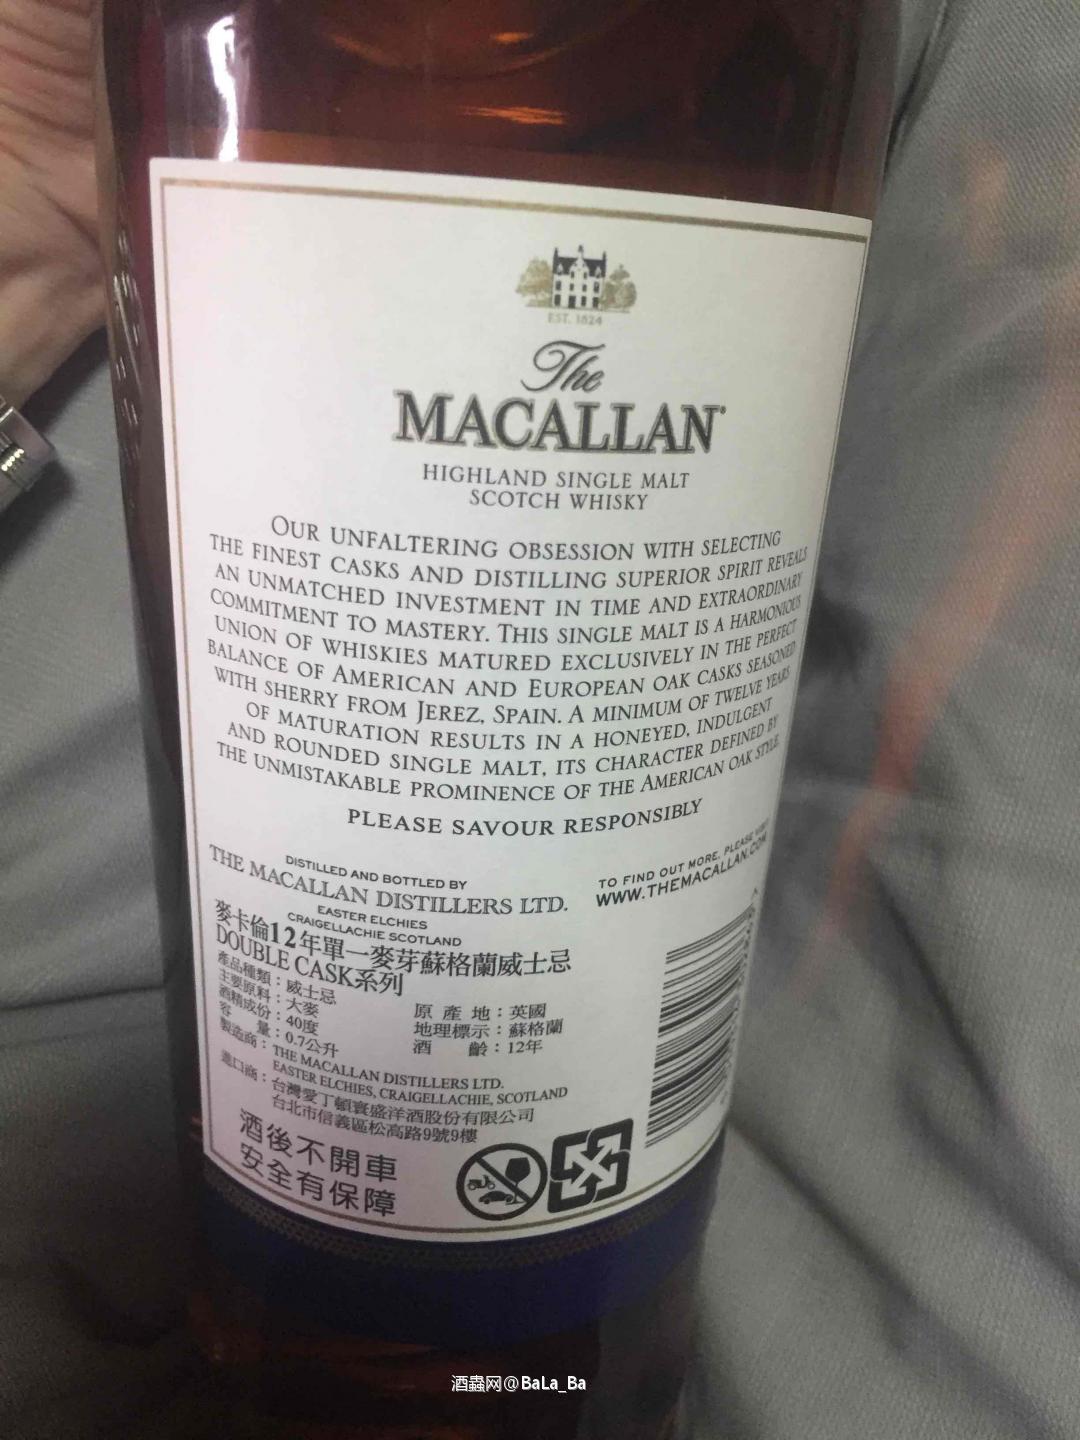 EST. 1824
The
MACALLAN
HIGHLAND SINGLE MALT
SCOTCH WHISKY
OUR UNFALTERING OBSESSION WITH SELECTING
THE FINEST CASKS AND DISTILLING SUPERIOR SPIRIT REVEALS
AN UNMATCHED INVESTMENT IN TIME AND EXTRAORDINARY
COMMITMENT TO MASTERY. THIS SINGLE MALT IS A HARMONIOUS
UNION OF WHISKIES MATURED EXCLUSIVELY IN THE PERFECT
BALANCE OF AMERICAN AND EUROPEAN OAK CASKS SEASONED
WITH SHERRY FROM JEREZ, SPAIN. A MINIMUM OF TWELVE YEARS
OF MATURATION RESULTS IN A HONEYED, INDULGENT
AND ROUNDED SINGLE MALT, ITS CHARACTER DEFINED BY
THE UNMISTAKABLE PROMINENCE OF THE AMERICAN OAK STYLE.
PLEASE SAVOUR RESPONSIBLY
DISTILLED AND BOTTLED BY
THE MACALLAN DISTILLERS LTD.
EASTER ELCHIES
CRAIGELLACHIE SCOTLAND
TO FIND OUT MORE, PLEASE VISIT
WWW.THEMACALLAN.COM
麥卡倫12年單一麥芽蘇格蘭威士忌
DOUBLE CASK系列
產品種類：威士忌
主要原料：大麥
酒精成份：40度
容 量：0.7公升
原產地：英國
地理標示：蘇格蘭
酒 齡：12年
製造商：THE MACALLAN DISTILLERS LTD.
EASTER ELCHIES, CRAIGELLACHIE, SCOTLAND
進口商：台灣愛丁頓寰盛洋酒股份有限公司
台北市信義區松高路9號9樓
酒後不開車
安全有保障
酒蟲网@BaLa_Ba